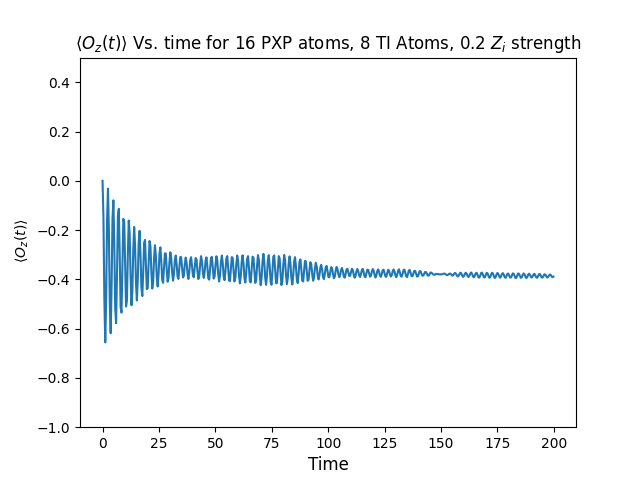 ⟨O_z(t)⟩ Vs. time for 16 PXP atoms, 8 TI Atoms, 0.2 Z_i strength
0.4
0.2
0.0
−0.2
−0.4
−0.6
−0.8
−1.0
⟨O_z(t)⟩
0 25 50 75 100 125 150 175 200
Time